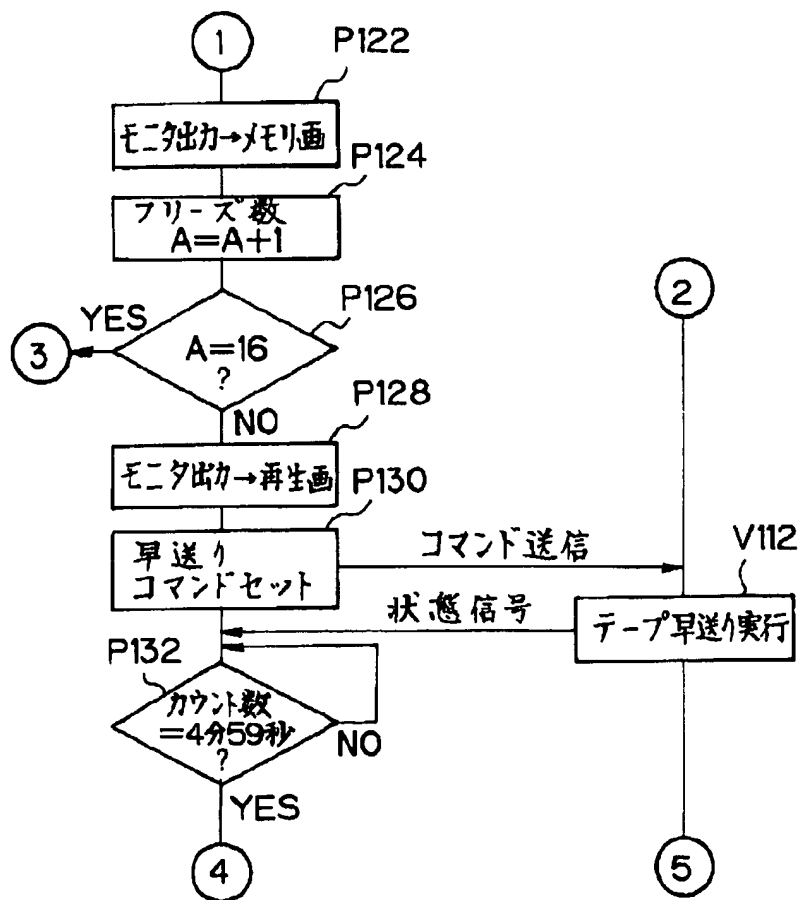 1
P122
モニタ出力→メモリ画
P124
フリーズ数
A=A+1
P126
YES
3
A=16
?
NO
P128
モニタ出力→再生画
P130
早送り
コマンドセット
P132
カウント数
=4分59秒
?
NO
YES
4
2
コマンド送信
V112
状態信号
テープ早送り実行
5